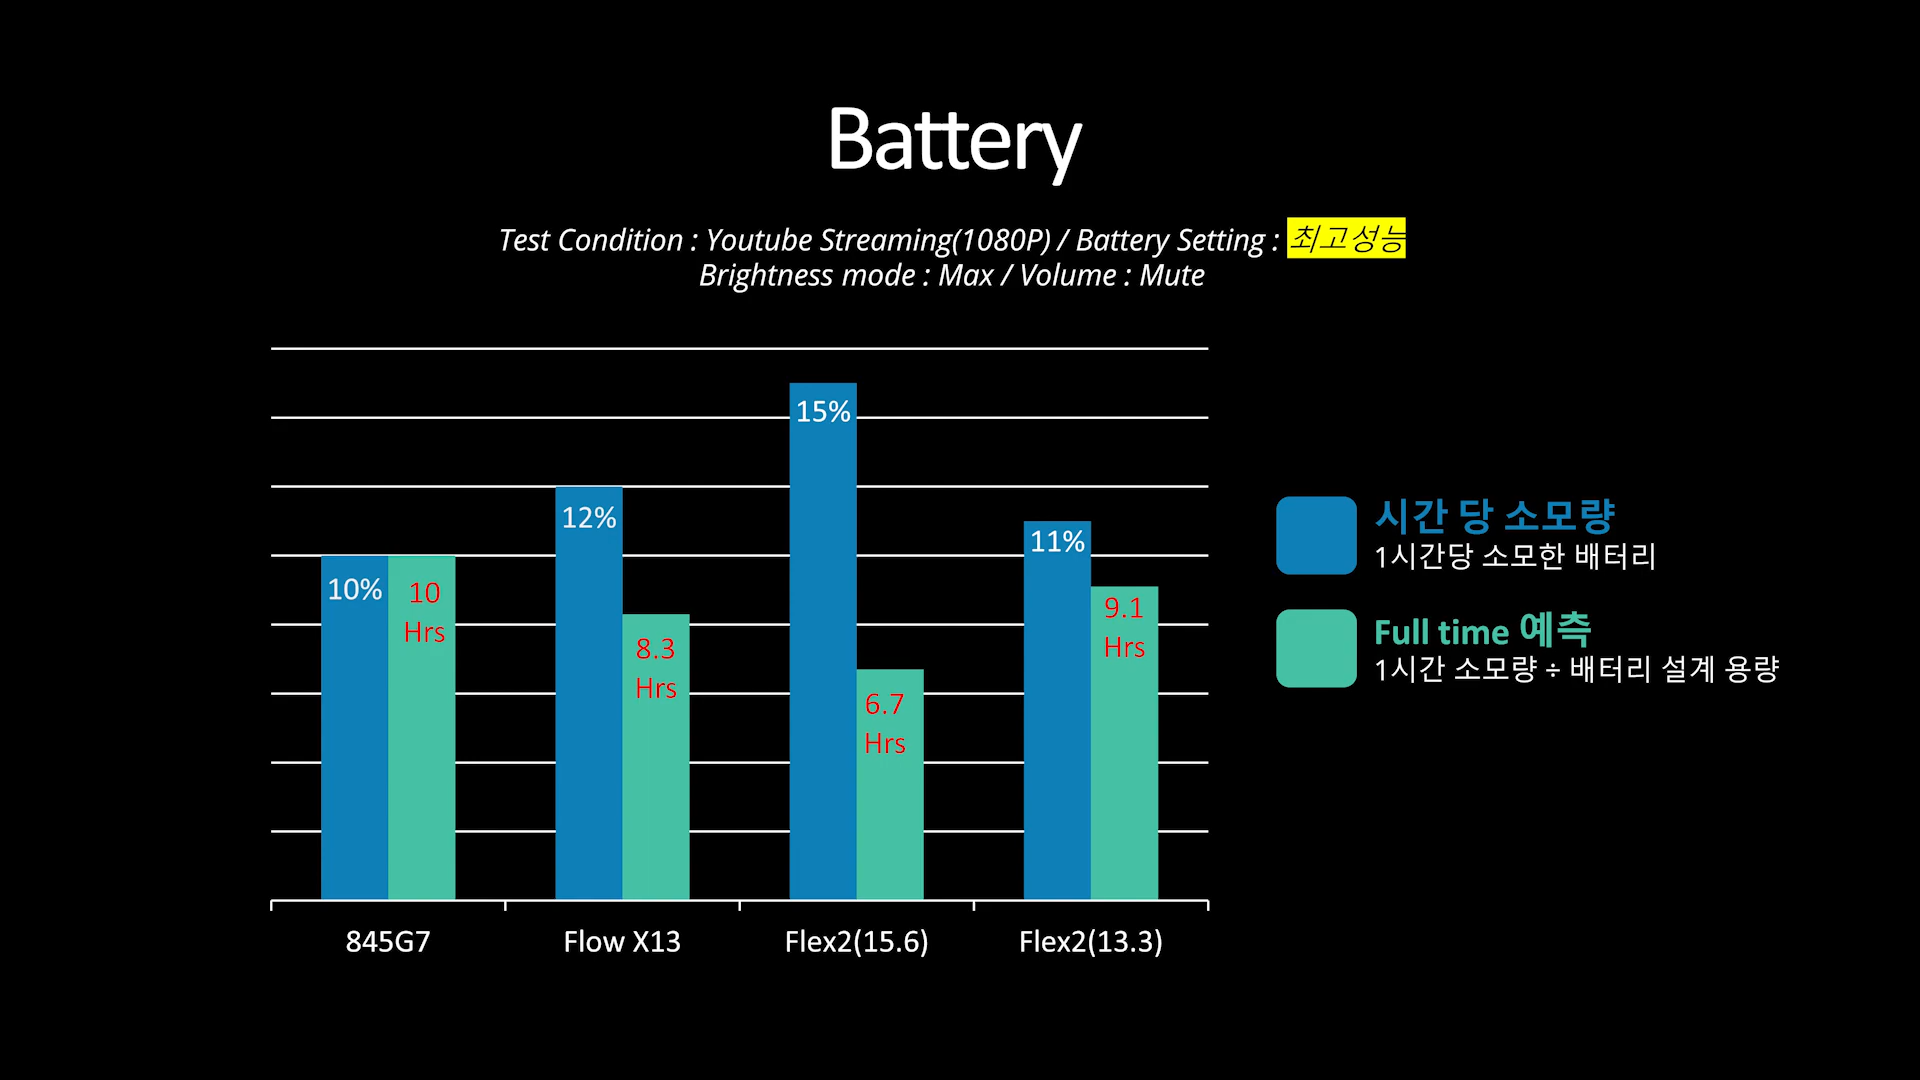 Battery
Test Condition : Youtube Streaming(1080P) / Battery Setting : 최고성능
Brightness mode : Max / Volume : Mute
10%
10
Hrs
12%
8.3
Hrs
15%
6.7
Hrs
11%
9.1
Hrs
845G7
Flow X13
Flex2(15.6)
Flex2(13.3)
시간 당 소모량
1시간당 소모한 배터리
Full time 예측
1시간 소모량 ÷ 배터리 설계 용량